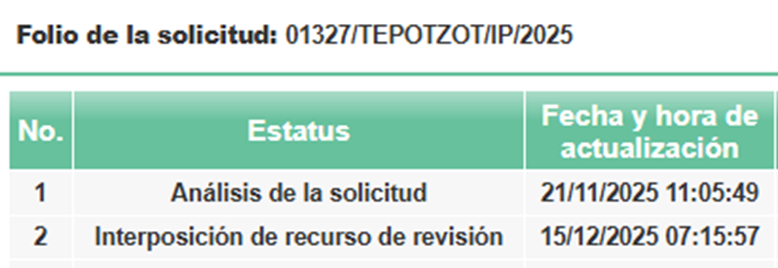 Folio de la solicitud: 01327/TEPOTZOT/IP/2025
No. Estatus Fecha y hora de actualización
1 Análisis de la solicitud 21/11/2025 11:05:49
2 Interposición de recurso de revisión 15/12/2025 07:15:57